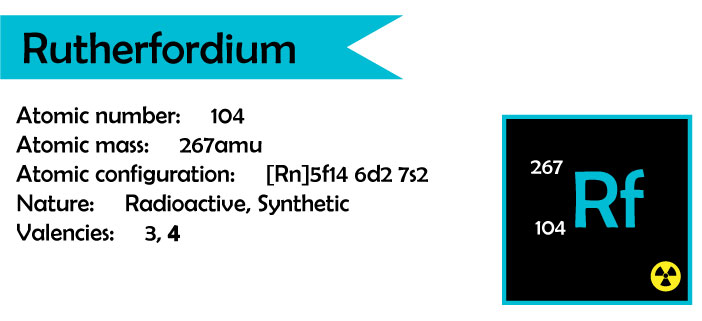 Rutherfordium
Atomic number: 104
Atomic mass: 267amu
Atomic configuration: [Rn]5f14 6d2 7s2
Nature: Radioactive, Synthetic
Valencies: 3, 4
267
Rf
104